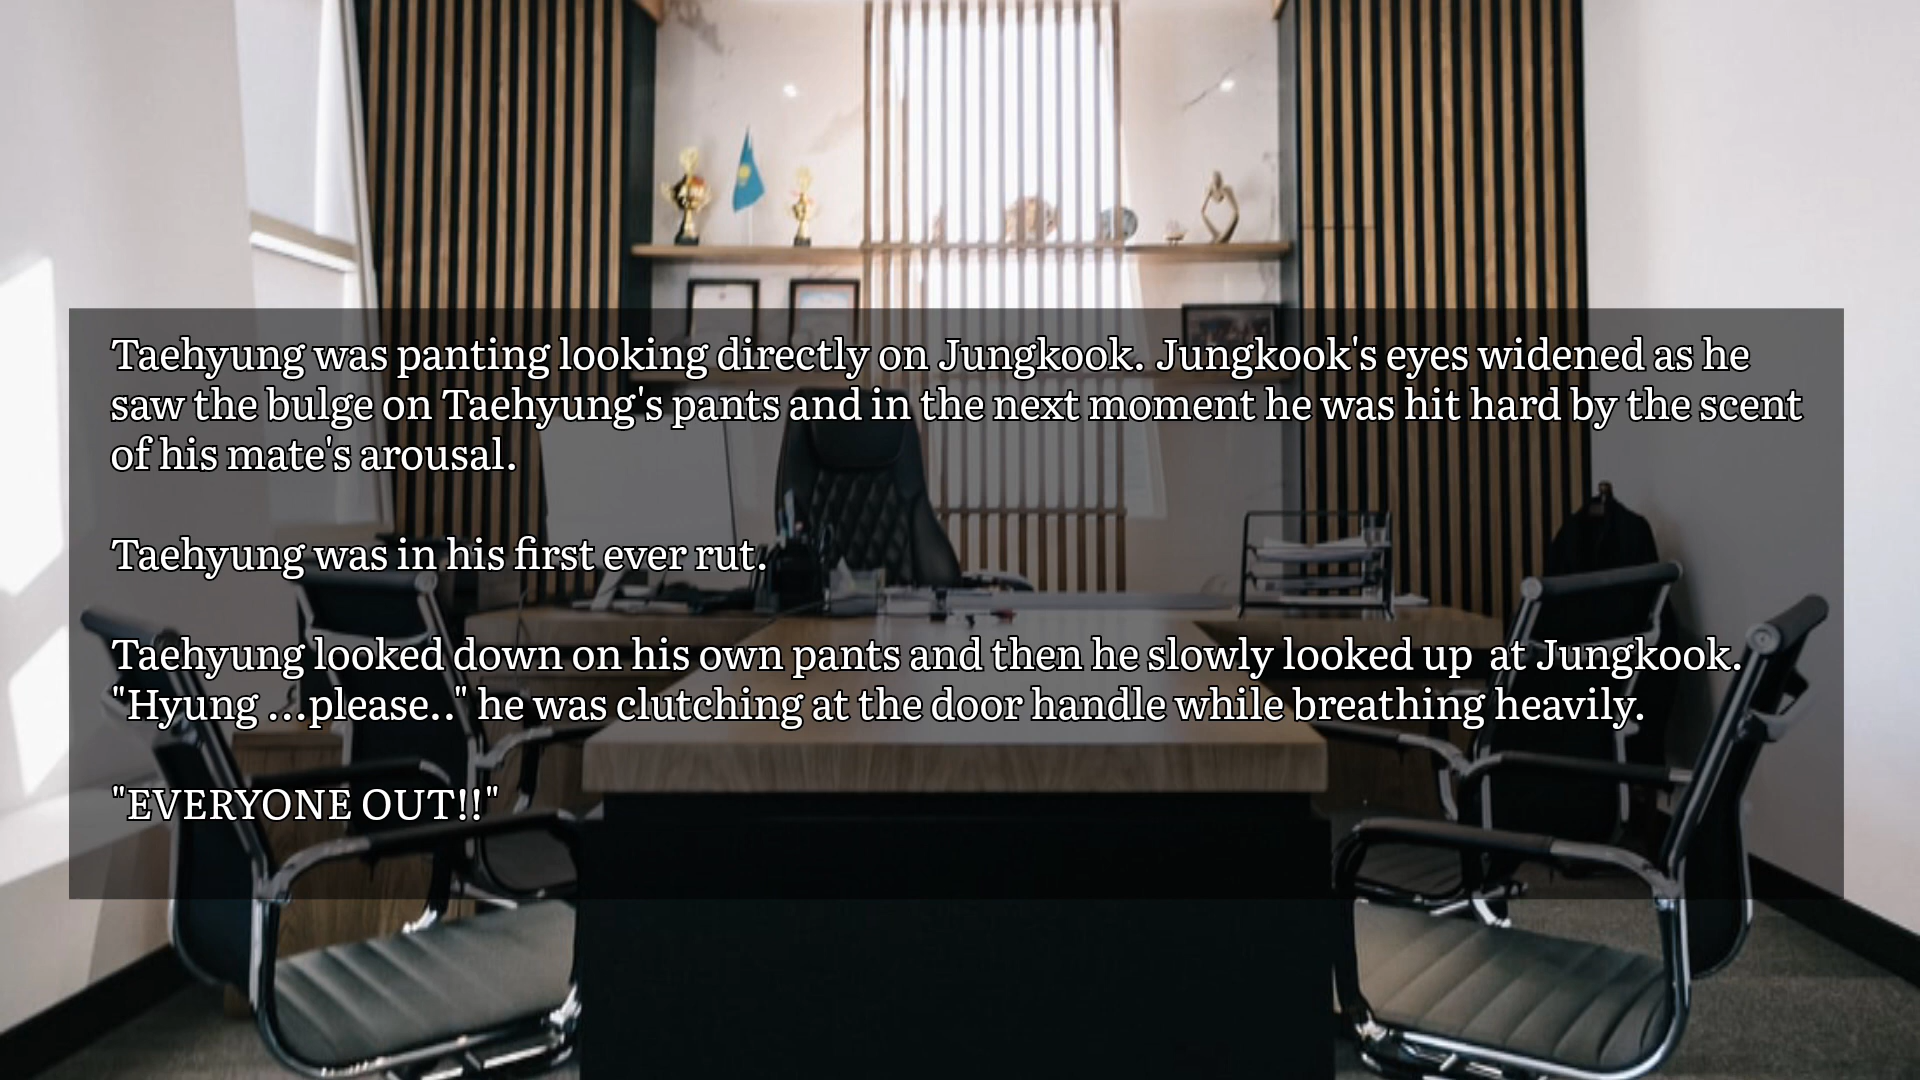 Taehyung was panting looking directly on Jungkook. Jungkook's eyes widened as he
saw the bulge on Taehyung's pants and in the next moment he was hit hard by the scent
of his mate's arousal.
Taehyung was in his first ever rut.
Taehyung looked down on his own pants and then he slowly looked up  at Jungkook.
"Hyung ...please.." he was clutching at the door handle while breathing heavily.
"EVERYONE OUT!!"